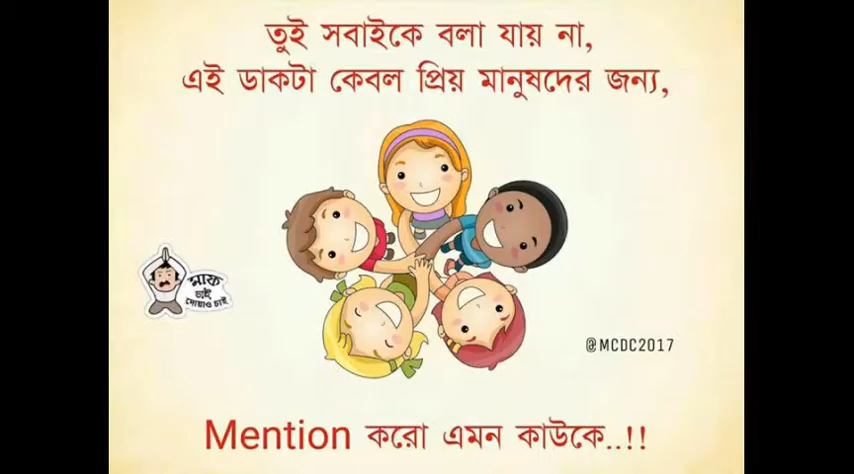 তুই সবাইকে বলা যায় না,
এই ডাকটা কেবল প্রিয় মানুষদের জন্য,
মাফ
চাই
দোয়াও চাই
@MCDC2017
Mention করো এমন কাউকে..!!